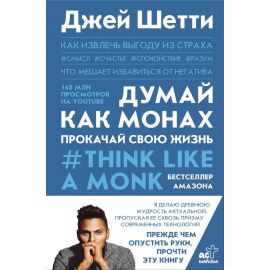 Джей Шетти
КАК ИЗВЛЕЧЬ ВЫГОДУ ИЗ СТРАХА
#СМЫСЛ #СЧАСТЬЕ #СПОКОЙСТВИЕ #РАЗУМ
ЧТО МЕШАЕТ ИЗБАВИТЬСЯ ОТ НЕГАТИВА
160 МЛН
ПРОСМОТРОВ
НА YOUTUBE
ДУМАЙ
КАК МОНАХ
ПРОКАЧАЙ СВОЮ ЖИЗНЬ
# THINK LIKE
A MONK
БЕСТСЕЛЛЕР
АМАЗОНА
Я ДЕЛАЮ ДРЕВНЮЮ
МУДРОСТЬ АКТУАЛЬНОЙ,
ПРОПУСКАЯ ЕЕ СКВОЗЬ ПРИЗМУ
СОВРЕМЕННЫХ ТЕХНОЛОГИЙ
ПРЕЖДЕ ЧЕМ
ОПУСТИТЬ РУКИ,
ПРОЧТИ
ЭТУ КНИГУ
аст